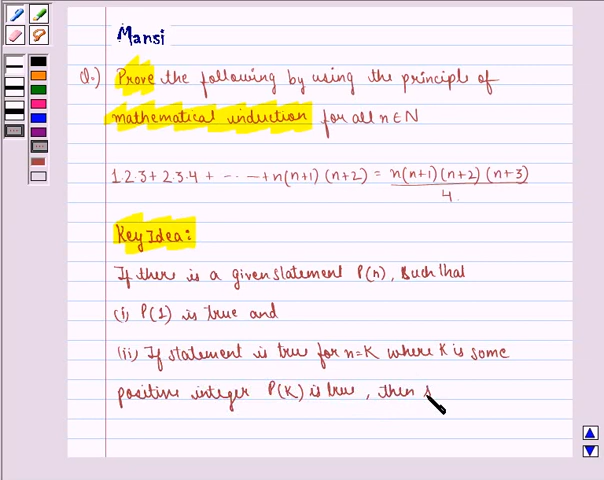 Mansi
Q.) Prove the following by using the principle of
mathematical induction for all n ∈ N
1.2.3 + 2.3.4 + ------ + n(n+1)(n+2) = n(n+1)(n+2)(n+3)
4
Key Idea:
If there is a given statement P(n), Such that
(i) P(1) is true and
(ii) If statement is true for n=K where K is some
positive integer P(K) is true, then s